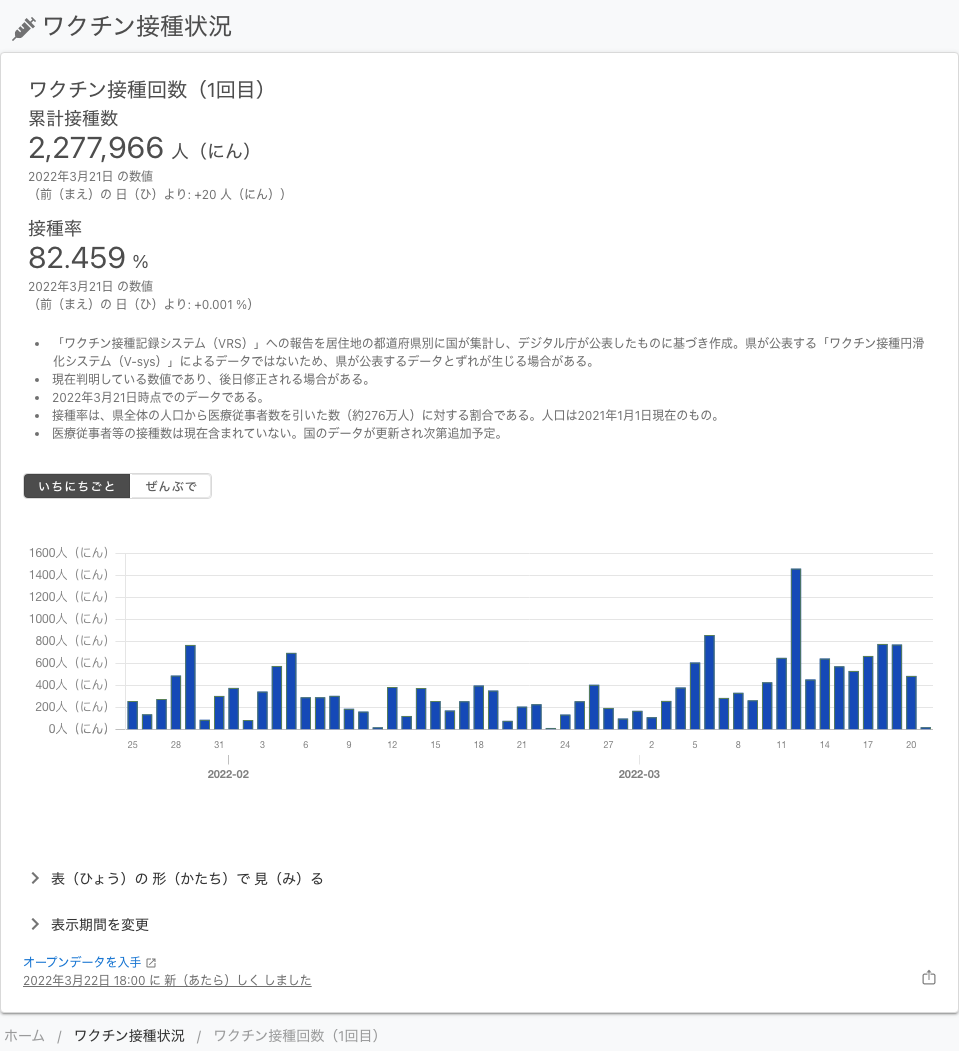 ワクチン接種状況
ワクチン接種回数（1回目）
累計接種数
2,277,966 人（にん）
2022年3月21日 の数値
（前（まえ）の 日（ひ）より: +20 人（にん））
接種率
82.459 %
2022年3月21日 の数値
（前（まえ）の 日（ひ）より: +0.001 %）
• 「ワクチン接種記録システム（VRS）」への報告を居住地の都道府県別に国が集計し、デジタル庁が公表したものに基づき作成。県が公表する「ワクチン接種円滑
化システム（V-sys）」によるデータではないため、県が公表するデータとずれが生じる場合がある。
• 現在判明している数値であり、後日修正される場合がある。
• 2022年3月21日時点でのデータである。
• 接種率は、県全体の人口から医療従事者数を引いた数（約276万人）に対する割合である。人口は2021年1月1日現在のもの。
• 医療従事者等の接種数は現在含まれていない。国のデータが更新され次第追加予定。
いちにちごと ぜんぶで
1600人（にん）
1400人（にん）
1200人（にん）
1000人（にん）
800人（にん）
600人（にん）
400人（にん）
200人（にん）
0人（にん）
25 28 31 3 6 9 12 15 18 21 24 27 2 5 8 11 14 17 20
2022-02 2022-03
表（ひょう）の 形（かたち）で 見（み）る
表示期間を変更
オープンデータを入手
2022年3月22日 18:00 に 新（あたら）しく しました
ホーム / ワクチン接種状況 / ワクチン接種回数（1回目）